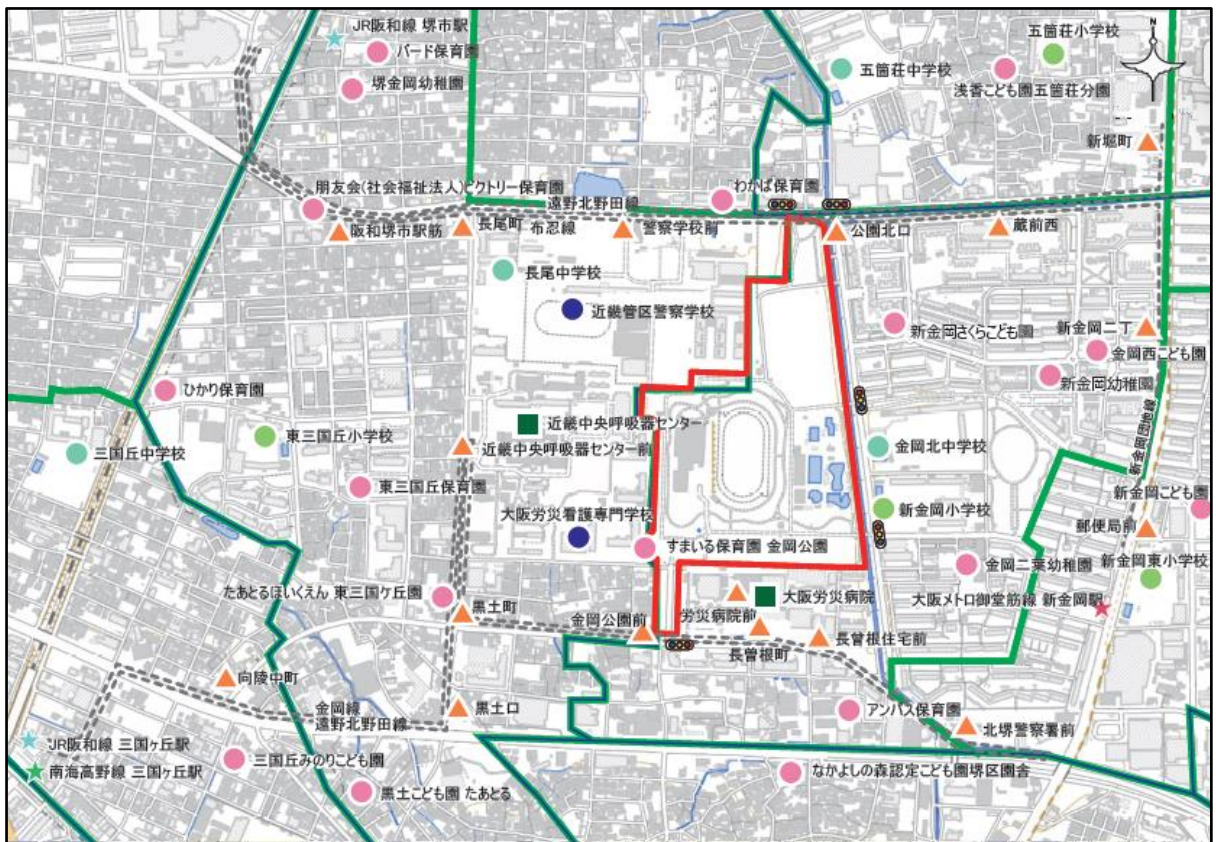 JR阪和線 堺市駅
バード保育園
五箇荘小学校
N
五箇荘中学校
堺金岡幼稚園
浅香こども園五箇荘分園
新堀町
朋友会(社会福祉法人)ビクトリー保育園
わかば保育園
遠野北野田線
阪和堺市駅筋
長尾町
布忍線
警察学校前
公園北口
蔵前西
長尾中学校
近畿管区警察学校
新金岡さくらこども園
新金岡二丁
金岡西こども園
新金岡幼稚園
ひかり保育園
新金岡団地線
近畿中央呼吸器センター
東三国丘小学校
近畿中央呼吸器センター前
三国丘中学校
金岡北中学校
東三国丘保育園
新金岡こども園
大阪労災看護専門学校
新金岡小学校
郵便局前
すまいる保育園 金岡公園
金岡二葉幼稚園
新金岡東小学校
たあとるほいくえん 東三国ケ丘園
大阪労災病院
大阪メトロ御堂筋線 新金岡駅
黒土町
金岡公園前
労災病院前
長曽根住宅前
長曽根町
向陵中町
金岡線
遠野北野田線
黒土口
アンパス保育園
北堺警察署前
JR阪和線 三国ヶ丘駅
三国丘みのりこども園
南海高野線 三国ヶ丘駅
なかよしの森認定こども園堺区園舎
黒土こども園 たあとる